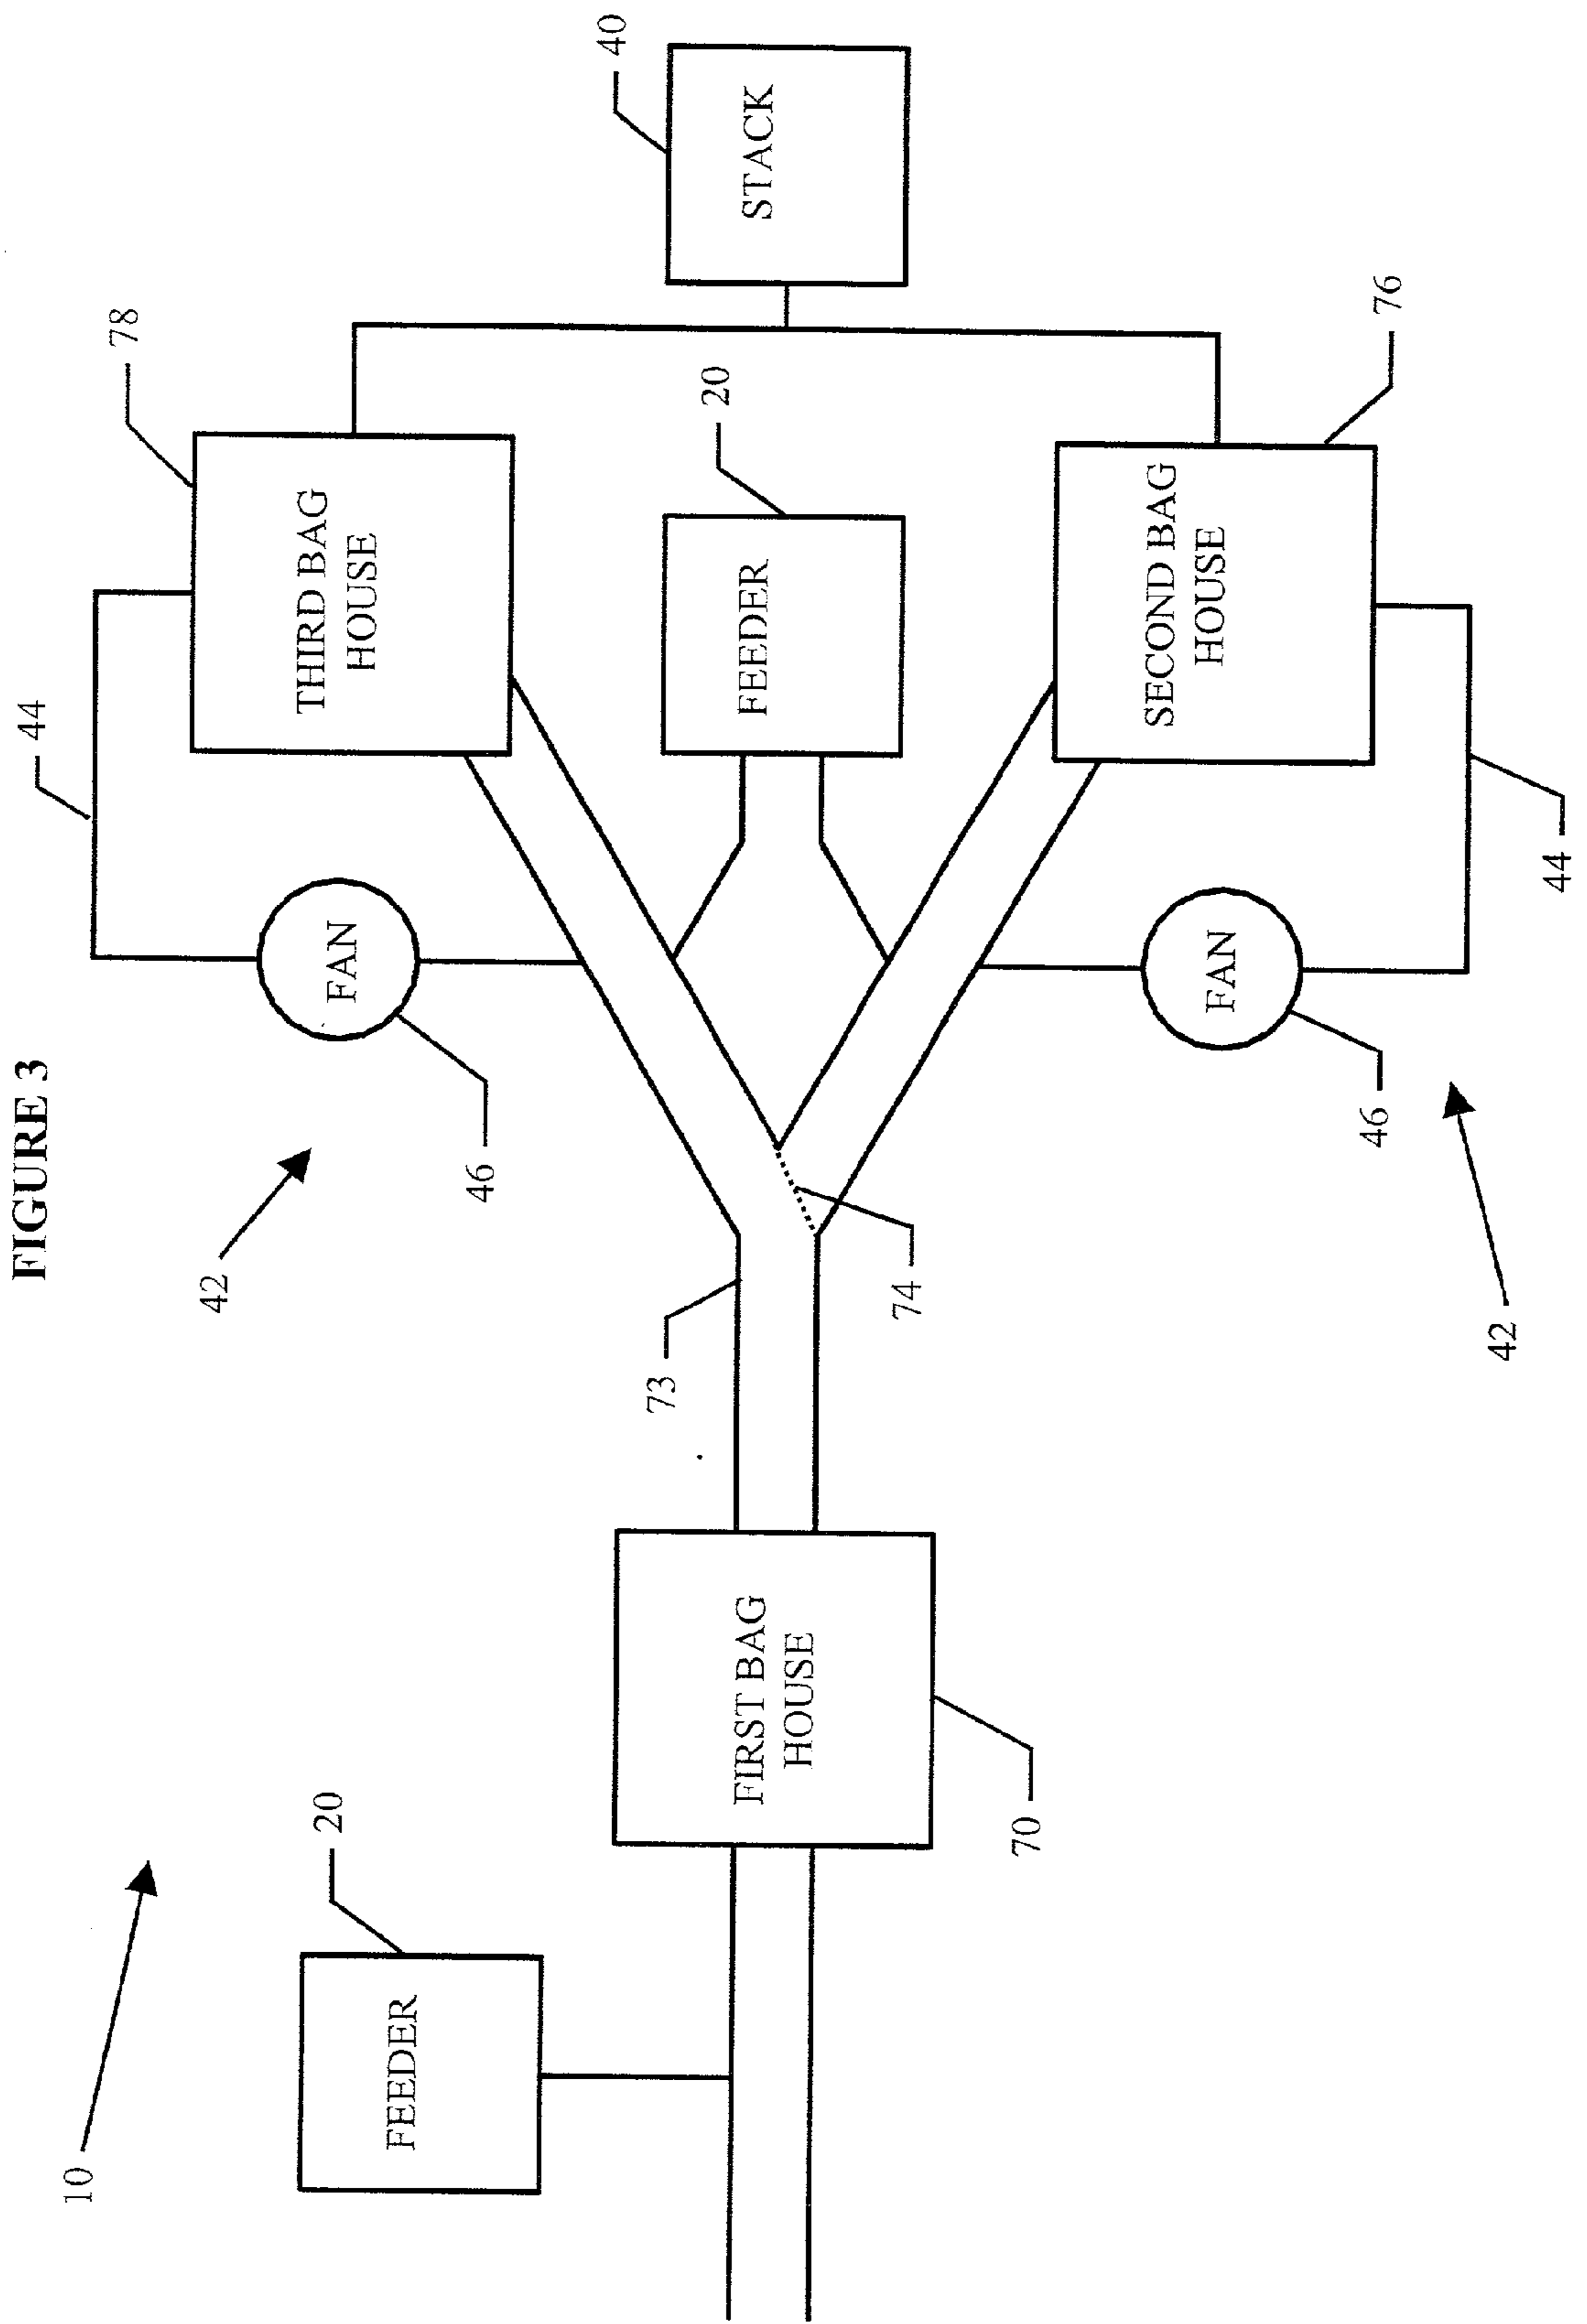 FIGURE 3
10
20
FEEDER
FIRST BAG
HOUSE
70
73
74
42
46
FAN
44
THIRD BAG
HOUSE
78
FEEDER
20
SECOND BAG
HOUSE
76
FAN
46
44
42
STACK
40